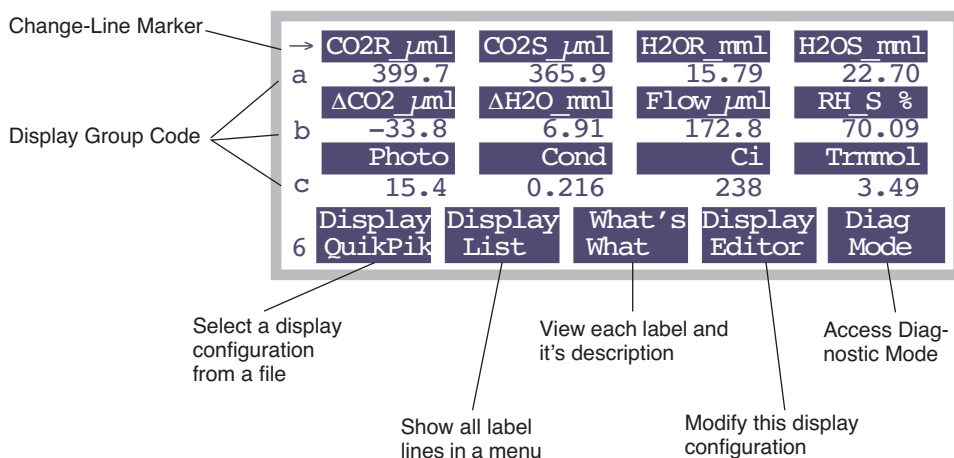 Change-Line Marker
→ CO2R_µml CO2S_µml H2OR_mml H2OS_mml
a 399.7 365.9 15.79 22.70
ΔCO2_µml ΔH2O_mml Flow_µml RH_S %
Display Group Code
b -33.8 6.91 172.8 70.09
Photo Cond Ci Trmmol
c 15.4 0.216 238 3.49
Display Display What's Display Diag
6 QuikPik List What Editor Mode
Select a display
configuration
from a file
View each label and
it's description
Access Diag-
nostic Mode
Show all label
lines in a menu
Modify this display
configuration